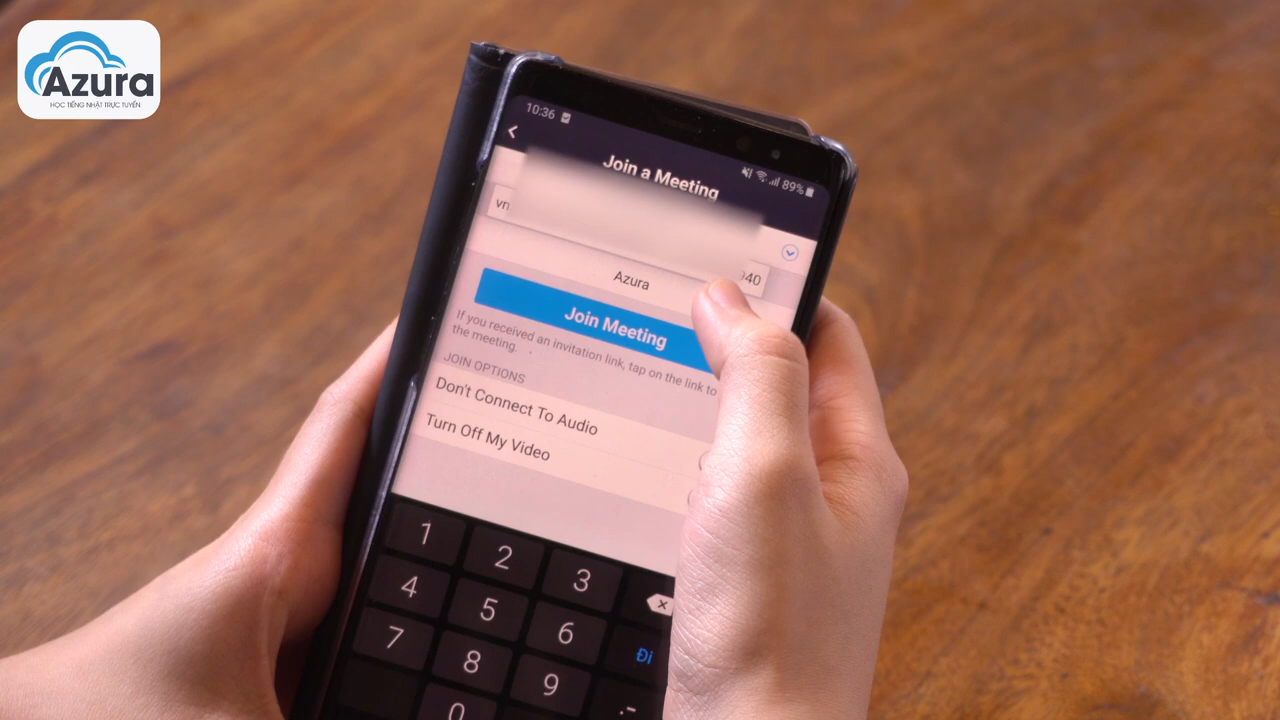 Azura
HỌC TIẾNG NHẬT TRỰC TUYẾN
10:36
89%
Join a Meeting
vn
040
Azura
Join Meeting
If you received an invitation link, tap on the link to
the meeting.
JOIN OPTIONS
Don't Connect To Audio
Turn Off My Video
1 2 3
4 5 6
Đi
7 8 9
0 .-